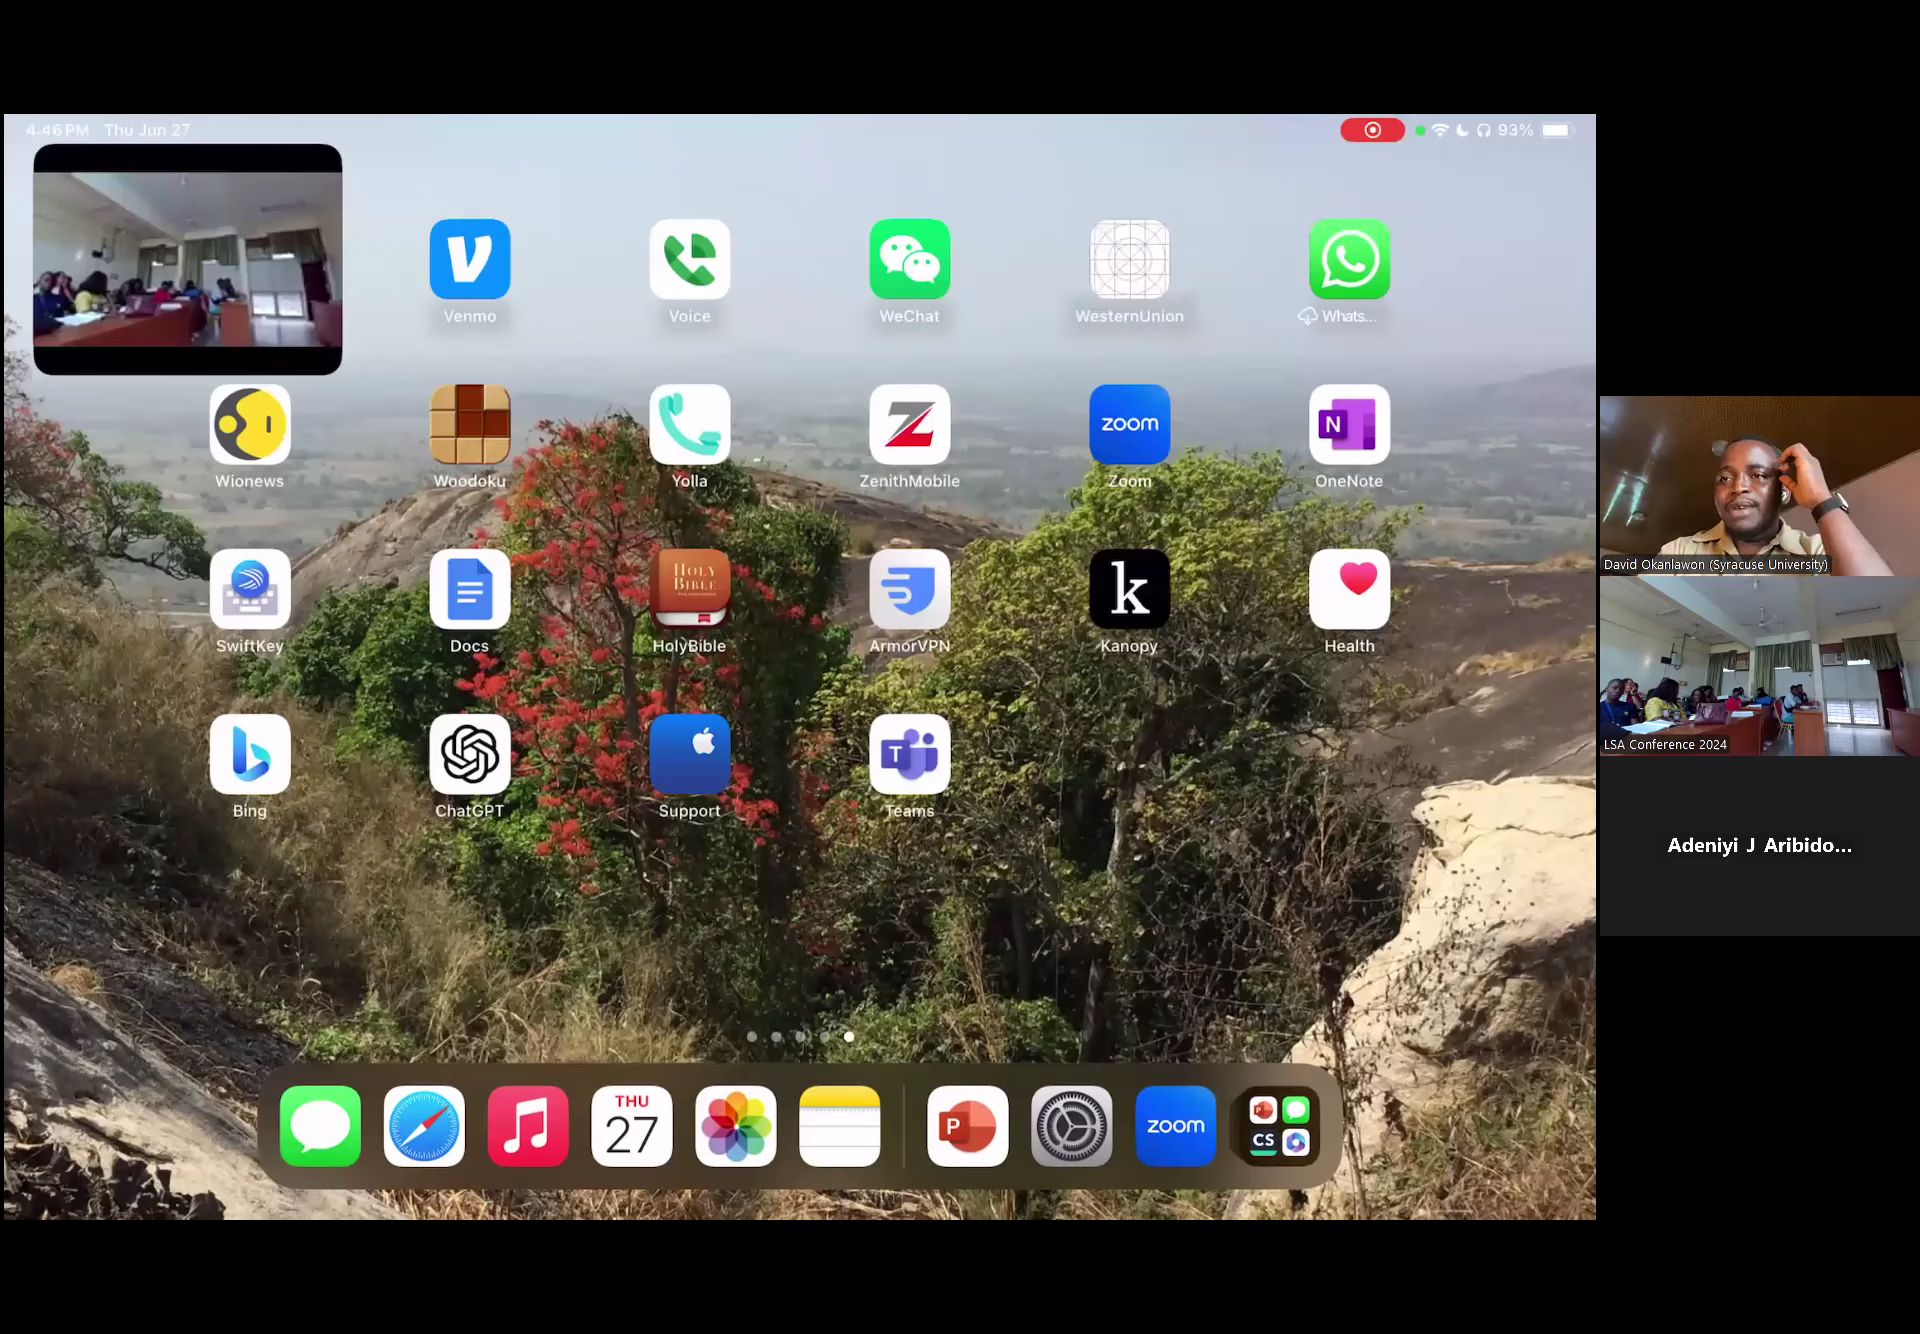 4:46 PM Thu Jun 27
93%
Venmo
Voice
WeChat
WesternUnion
Whats...
zoom
N
Wionews
Woodoku
Yolla
ZenithMobile
Zoom
OneNote
HOLY
BIBLE
k
SwiftKey
Docs
HolyBible
ArmorVPN
Kanopy
Health
T
Bing
ChatGPT
Support
Teams
THU
27
P
zoom
P
CS
David Okanlawon (Syracuse University)
LSA Conference 2024
Adeniyi J Aribido...